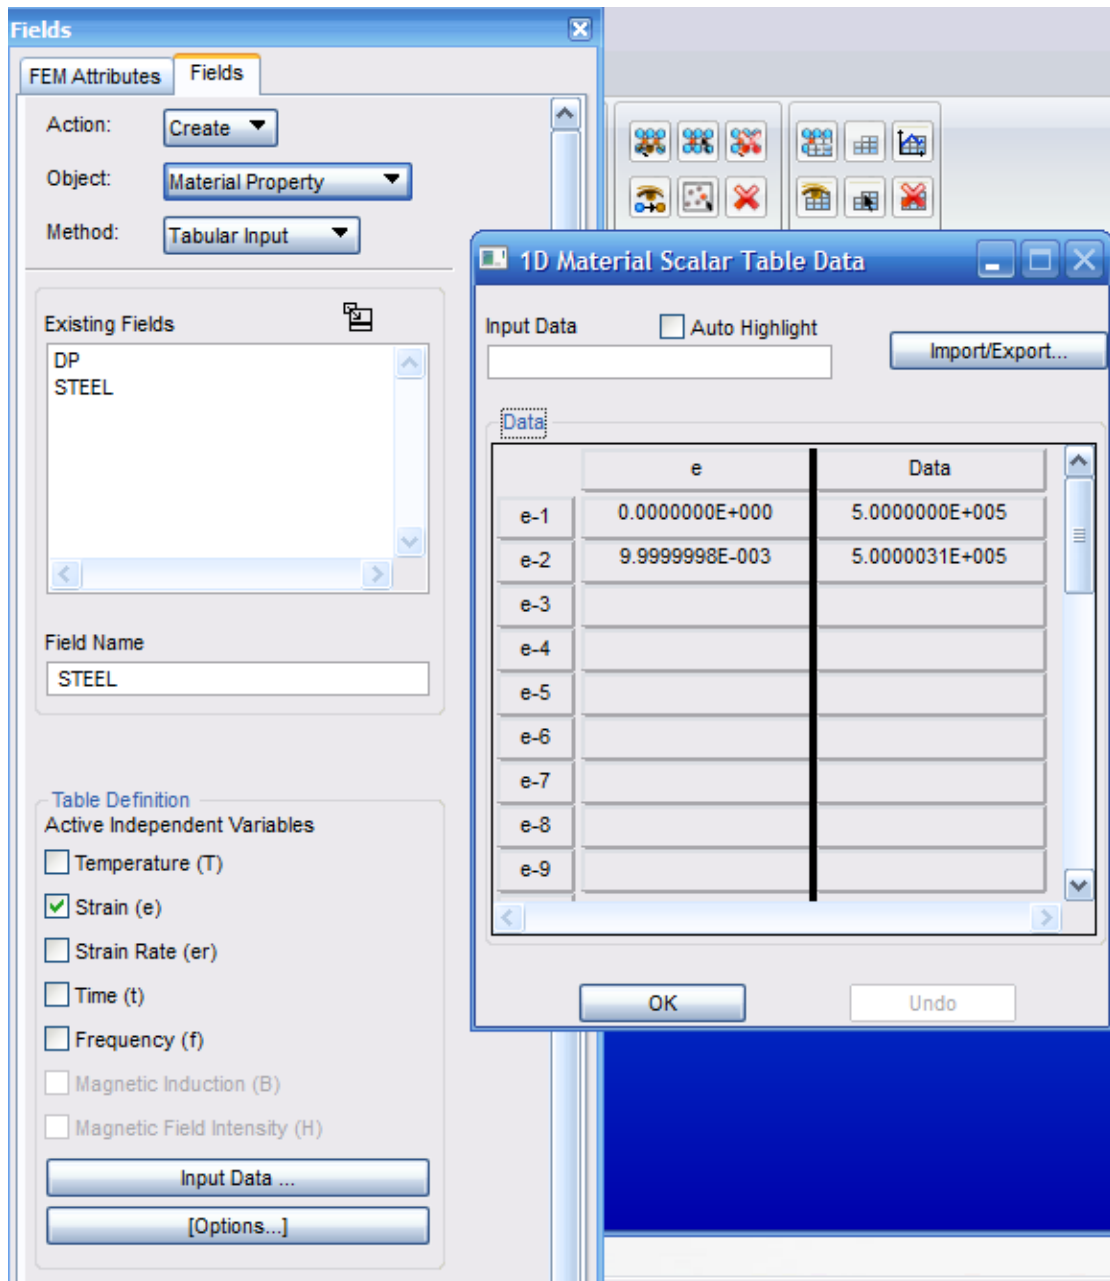 Fields
FEM Attributes Fields
Action: Create
Object: Material Property
Method: Tabular Input
Existing Fields
DP
STEEL
Field Name
STEEL
Table Definition
Active Independent Variables
Temperature (T)
Strain (e)
Strain Rate (er)
Time (t)
Frequency (f)
Magnetic Induction (B)
Magnetic Field Intensity (H)
Input Data ...
[Options...]
1D Material Scalar Table Data
Input Data Auto Highlight
Import/Export...
Data
e Data
e-1 0.0000000E+000 5.0000000E+005
e-2 9.9999998E-003 5.0000031E+005
e-3
e-4
e-5
e-6
e-7
e-8
e-9
OK Undo